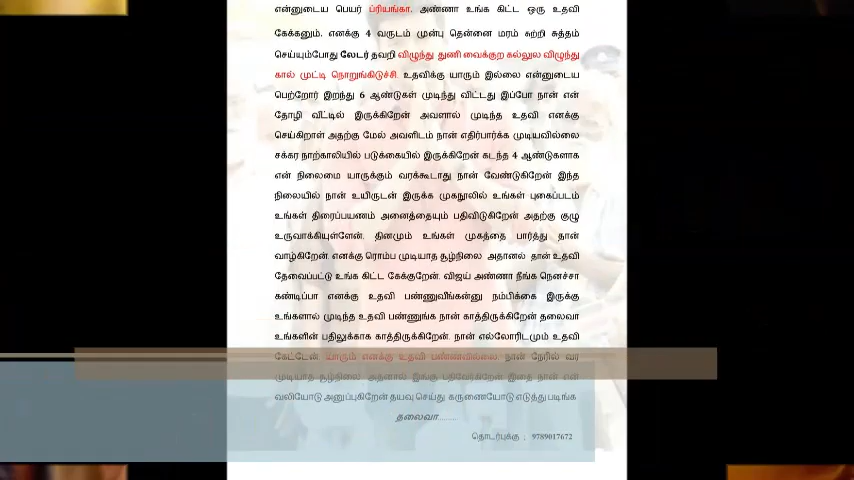 என்னுடைய பெயர் ப்ரியங்கா. அண்ணா உங்க கிட்ட ஒரு உதவி
கேக்கனும். எனக்கு 4 வருடம் முன்பு தென்னை மரம் சுற்றி சுத்தம்
செய்யும்போது லேடர் தவறி விழுந்து துணி வைக்குற கல்லுல விழுந்து
கால் முட்டி நொறுங்கிடுச்சி. உதவிக்கு யாரும் இல்லை என்னுடைய
பெற்றோர் இறந்து 6 ஆண்டுகள் முடிந்து விட்டது இப்போ நான் என்
தோழி வீட்டில் இருக்கிறேன் அவளால் முடிந்த உதவி எனக்கு
செய்கிறாள் அதற்கு மேல் அவளிடம் நான் எதிர்பார்க்க முடியவில்லை
சக்கர நாற்காலியில் படுக்கையில் இருக்கிறேன் கடந்த 4 ஆண்டுகளாக
என் நிலைமை யாருக்கும் வரக்கூடாது நான் வேண்டுகிறேன் இந்த
நிலையில் நான் உயிருடன் இருக்க முகநூலில் உங்கள் புகைப்படம்
உங்கள் திரைப்பயணம் அனைத்தையும் பதிவிடுகிறேன் அதற்கு குழு
உருவாக்கியுள்ளேன். தினமும் உங்கள் முகத்தை பார்த்து தான்
வாழ்கிறேன். எனக்கு ரொம்ப முடியாத சூழ்நிலை அதானல் தான் உதவி
தேவைப்பட்டு உங்க கிட்ட கேக்குறேன். விஜய் அண்ணா நீங்க நெனச்சா
கண்டிப்பா எனக்கு உதவி பண்ணுவீங்கன்னு நம்பிக்கை இருக்கு
உங்களால் முடிந்த உதவி பண்ணுங்க நான் காத்திருக்கிறேன் தலைவா
உங்களின் பதிலுக்காக காத்திருக்கிறேன். நான் எல்லோரிடமும் உதவி
கேட்டேன். யாரும் எனக்கு உதவி பண்ணவில்லை. நான் நேரில் வர
முடியாத சூழ்நிலை அதனால் இங்கு பதிவேர்கிறேன் இதை நான் என்
வலியோடு அனுப்புகிறேன் தயவு செய்து கருணையோடு எடுத்து படிங்க
தலைவா........
தொடர்புக்கு : 9789017672